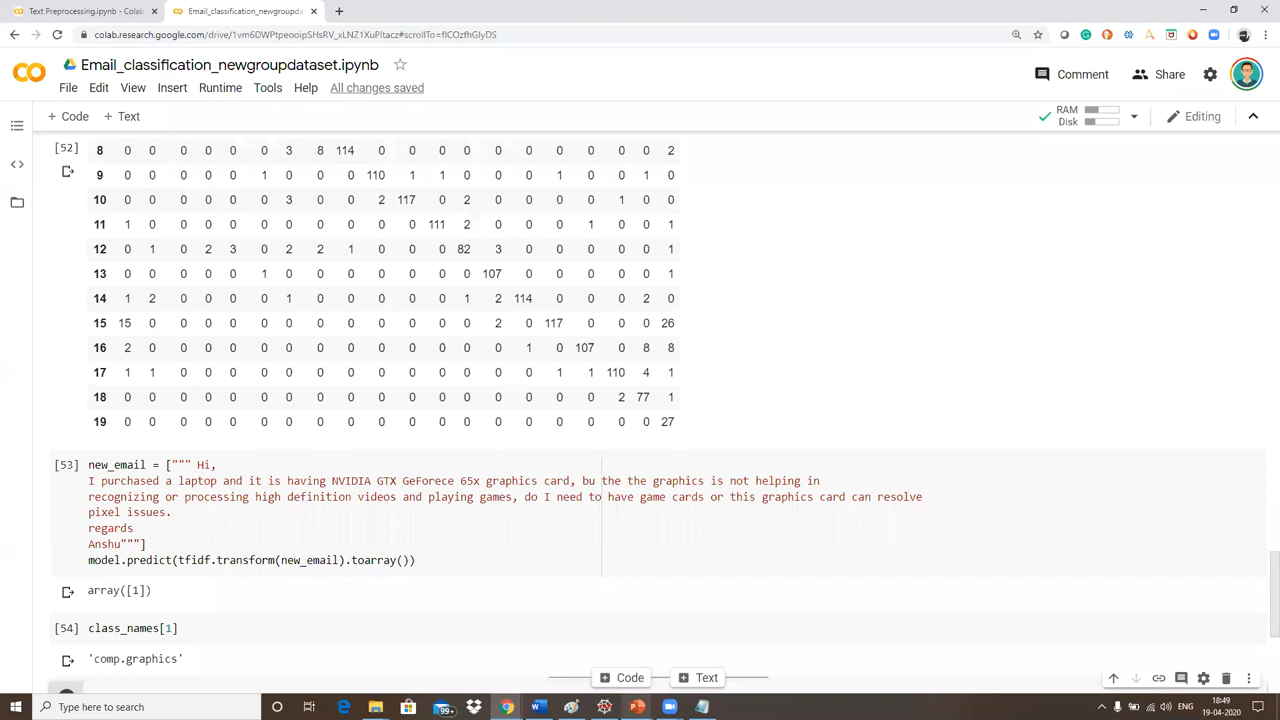 Text Preprocessing.ipynb - Colab
Email_classification_newgroupda
colab.research.google.com/drive/1vm6DWPtpeooipSHsRV_xLNZ1XuPltacz#scrollTo=flCOzfhGlyDS
Email_classification_newgroupdataset.ipynb
File Edit View Insert Runtime Tools Help All changes saved
Comment Share
+ Code + Text
RAM
Disk
Editing
[52]
8 0 0 0 0 0 0 3 8 114 0 0 0 0 0 0 0 0 0 0 2
9 0 0 0 0 0 1 0 0 0 110 1 1 0 0 0 1 0 0 1 0
10 0 0 0 0 0 0 3 0 0 2 117 0 2 0 0 0 0 1 0 0
11 1 0 0 0 0 0 0 0 0 0 0 111 2 0 0 0 1 0 0 1
12 0 1 0 2 3 0 2 2 1 0 0 0 82 3 0 0 0 0 0 1
13 0 0 0 0 0 1 0 0 0 0 0 0 0 107 0 0 0 0 0 1
14 1 2 0 0 0 0 1 0 0 0 0 0 1 2 114 0 0 0 2 0
15 15 0 0 0 0 0 0 0 0 0 0 0 0 2 0 117 0 0 0 26
16 2 0 0 0 0 0 0 0 0 0 0 0 0 0 1 0 107 0 8 8
17 1 1 0 0 0 0 0 0 0 0 0 0 0 0 0 1 1 110 4 1
18 0 0 0 0 0 0 0 0 0 0 0 0 0 0 0 0 0 2 77 1
19 0 0 0 0 0 0 0 0 0 0 0 0 0 0 0 0 0 0 0 27
[53] new_email = [""" Hi,
I purchased a laptop and it is having NVIDIA GTX GeForece 65x graphics card, bu the the graphics is not helping in
recognizing or processing high definition videos and playing games, do I need to have game cards or this graphics card can resolve
pixel issues.
regards
Anshu"""]
model.predict(tfidf.transform(new_email).toarray())
array([1])
[54] class_names[1]
'comp.graphics'
+ Code + Text
Type here to search
99+
ENG
18:49
19-04-2020